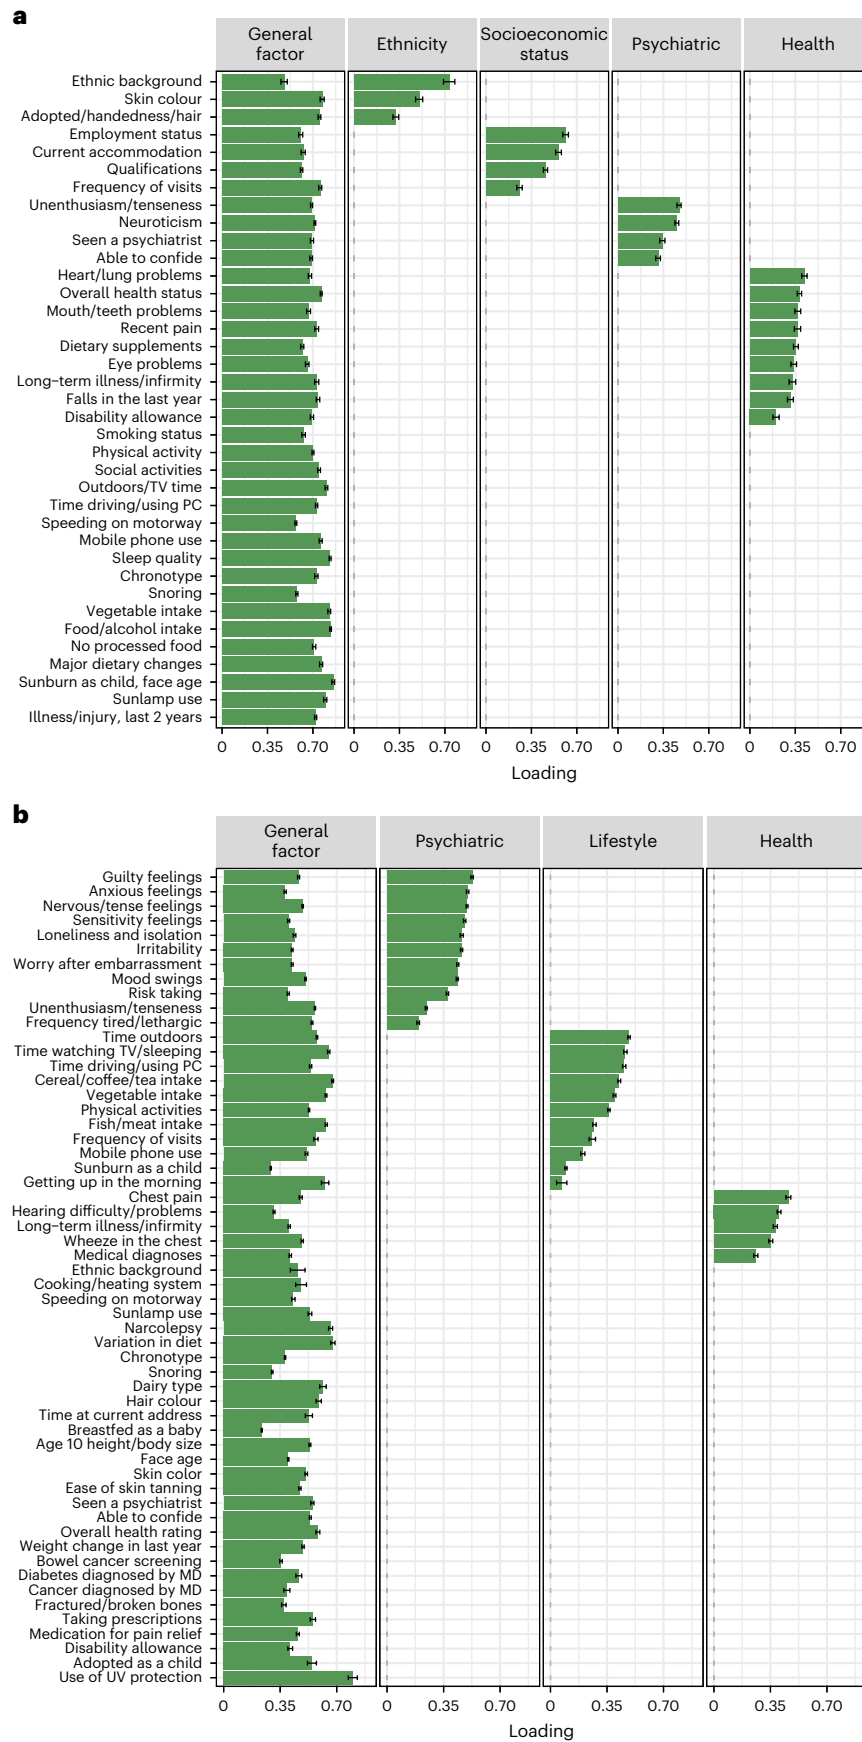 a
General
factor
Ethnicity
Socioeconomic
status
Psychiatric
Health
Ethnic background
Skin colour
Adopted/handedness/hair
Employment status
Current accommodation
Qualifications
Frequency of visits
Unenthusiasm/tenseness
Neuroticism
Seen a psychiatrist
Able to confide
Heart/lung problems
Overall health status
Mouth/teeth problems
Recent pain
Dietary supplements
Eye problems
Long−term illness/infirmity
Falls in the last year
Disability allowance
Smoking status
Physical activity
Social activities
Outdoors/TV time
Time driving/using PC
Speeding on motorway
Mobile phone use
Sleep quality
Chronotype
Snoring
Vegetable intake
Food/alcohol intake
No processed food
Major dietary changes
Sunburn as child, face age
Sunlamp use
Illness/injury, last 2 years
0 0.35 0.70 0 0.35 0.70 0 0.35 0.70 0 0.35 0.70 0 0.35 0.70
Loading
b
General
factor
Psychiatric
Lifestyle
Health
Guilty feelings
Anxious feelings
Nervous/tense feelings
Sensitivity feelings
Loneliness and isolation
Irritability
Worry after embarrassment
Mood swings
Risk taking
Unenthusiasm/tenseness
Frequency tired/lethargic
Time outdoors
Time watching TV/sleeping
Time driving/using PC
Cereal/coffee/tea intake
Vegetable intake
Physical activities
Fish/meat intake
Frequency of visits
Mobile phone use
Sunburn as a child
Getting up in the morning
Chest pain
Hearing difficulty/problems
Long−term illness/infirmity
Wheeze in the chest
Medical diagnoses
Ethnic background
Cooking/heating system
Speeding on motorway
Sunlamp use
Narcolepsy
Variation in diet
Chronotype
Snoring
Dairy type
Hair colour
Time at current address
Breastfed as a baby
Age 10 height/body size
Face age
Skin color
Ease of skin tanning
Seen a psychiatrist
Able to confide
Overall health rating
Weight change in last year
Bowel cancer screening
Diabetes diagnosed by MD
Cancer diagnosed by MD
Fractured/broken bones
Taking prescriptions
Medication for pain relief
Disability allowance
Adopted as a child
Use of UV protection
0 0.35 0.70 0 0.35 0.70 0 0.35 0.70 0 0.35 0.70
Loading